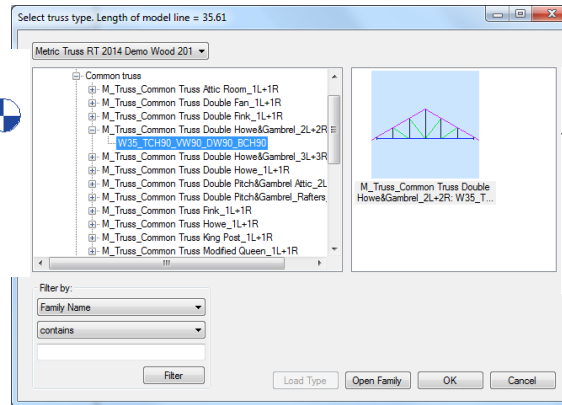 Select truss type. Length of model line = 35.61
Metric Truss RT 2014 Demo Wood 201
Common truss
M_Truss_Common Truss Attic Room_1L+1R
M_Truss_Common Truss Double Fan_1L+1R
M_Truss_Common Truss Double Fink_1L+1R
M_Truss_Common Truss Double Howe&Gambrel_2L+2R
W35_TCH90_VW90_DW90_BCH90
M_Truss_Common Truss Double Howe&Gambrel_3L+3R
M_Truss_Common Truss Double Howe_1L+1R
M_Truss_Common Truss Double Pitch&Gambrel Attic_2L
M_Truss_Common Truss Double Pitch&Gambrel_Rafters_
M_Truss_Common Truss Fink_1L+1R
M_Truss_Common Truss Howe_1L+1R
M_Truss_Common Truss King Post_1L+1R
M_Truss_Common Truss Modified Queen_1L+1R
M_Truss_Common Truss Double
Howe&Gambrel_2L+2R: W35_T...
Filter by:
Family Name
contains
Filter
Load Type
Open Family
OK
Cancel